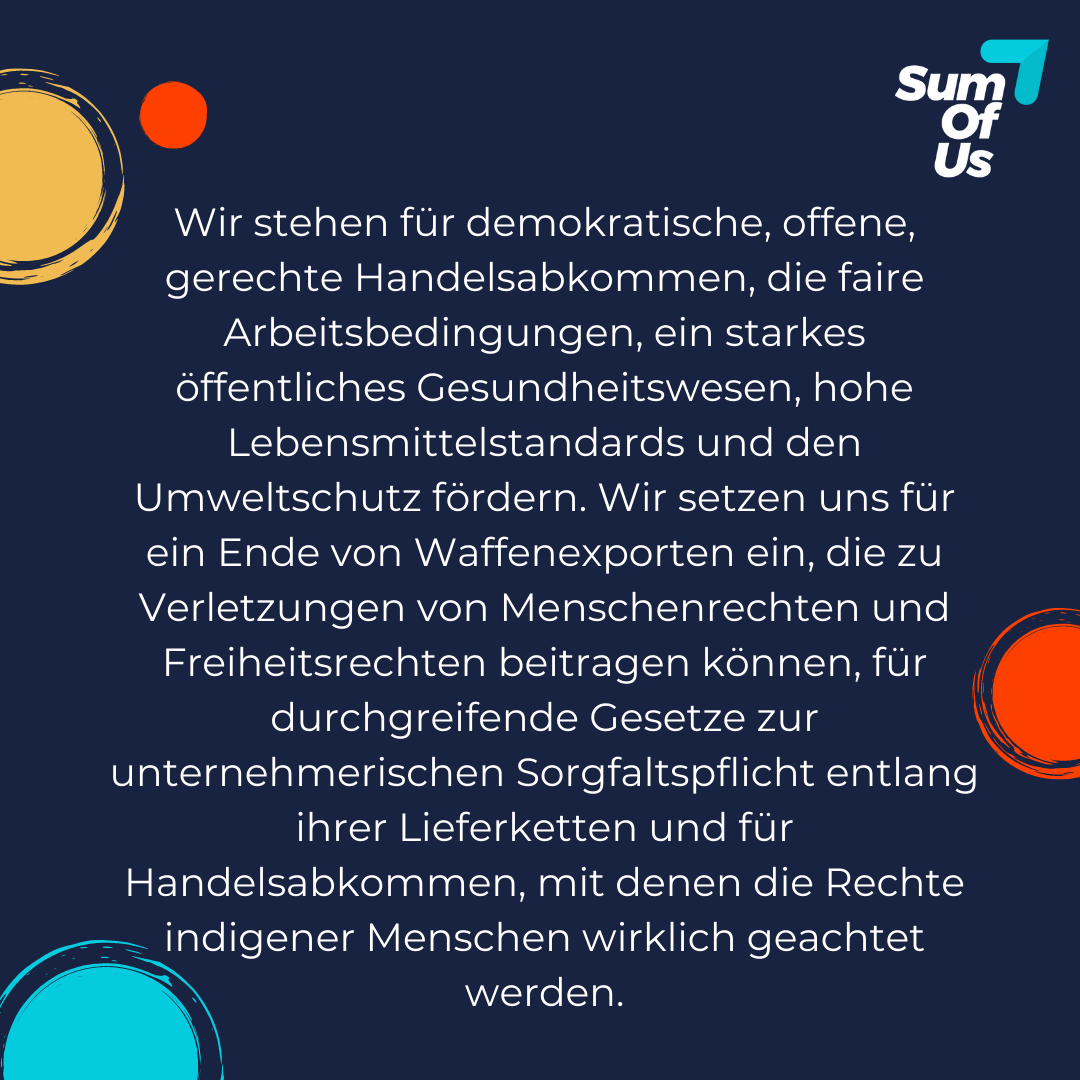 Sum
Of
Us
Wir stehen für demokratische, offene,
gerechte Handelsabkommen, die faire
Arbeitsbedingungen, ein starkes
öffentliches Gesundheitswesen, hohe
Lebensmittelstandards und den
Umweltschutz fördern. Wir setzen uns für
ein Ende von Waffenexporten ein, die zu
Verletzungen von Menschenrechten und
Freiheitsrechten beitragen können, für
durchgreifende Gesetze zur
unternehmerischen Sorgfaltspflicht entlang
ihrer Lieferketten und für
Handelsabkommen, mit denen die Rechte
indigener Menschen wirklich geachtet
werden.